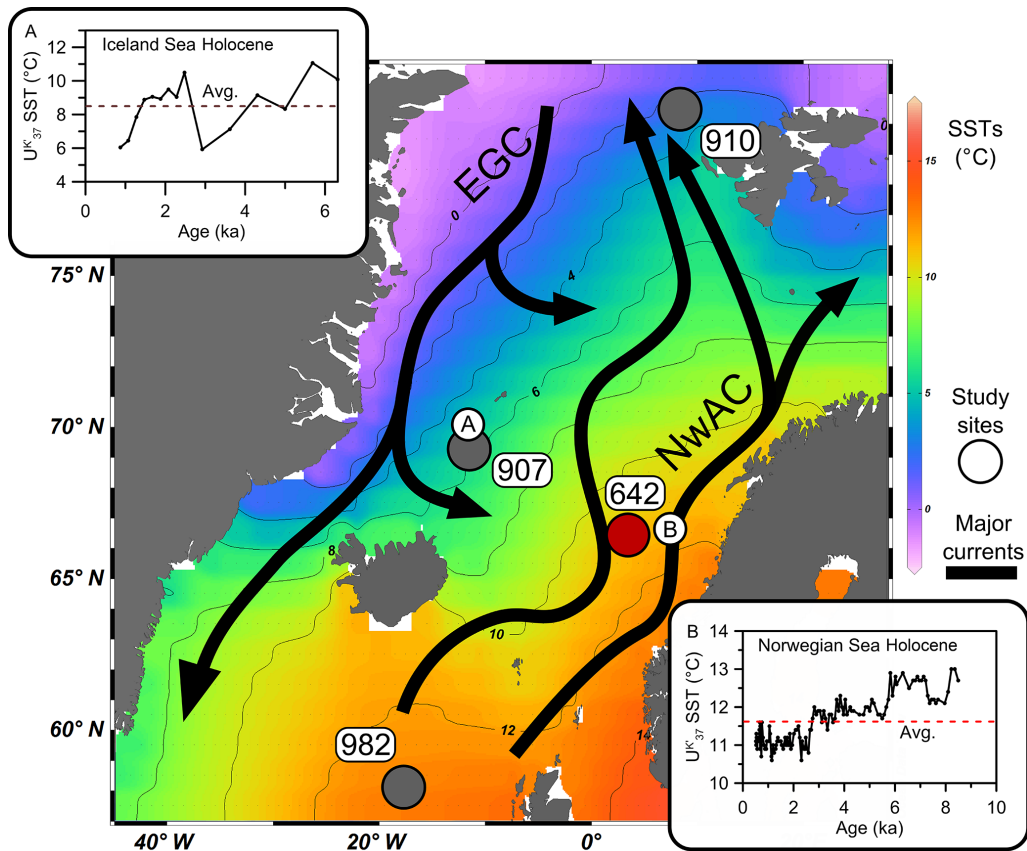 A
Iceland Sea Holocene
UK'37 SST (°C)
12
10
8
6
4
Avg.
0
2
4
6
Age (ka)
EGC
910
0
0
4
6
75° N
70° N
65° N
60° N
A
907
NwAC
642
B
8
10
12
14
982
40° W
20° W
0°
SSTs
(°C)
15
10
5
0
Study
sites
Major
currents
B
Norwegian Sea Holocene
UK'37 SST (°C)
14
13
12
11
10
Avg.
0
2
4
6
8
10
Age (ka)